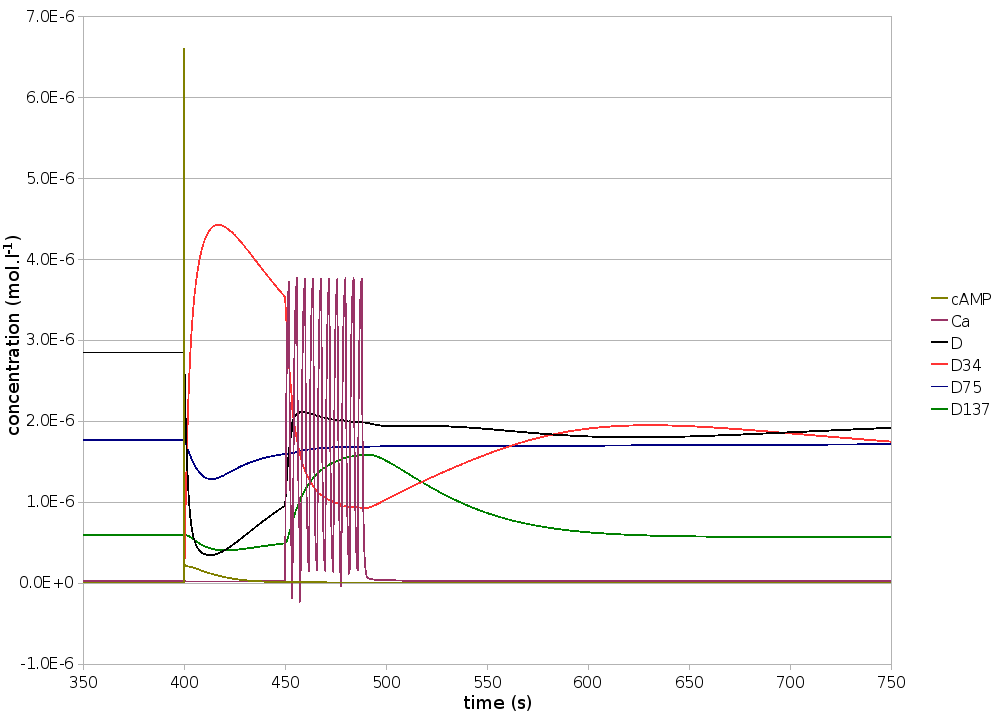 7.0E-6
6.0E-6
5.0E-6
4.0E-6
3.0E-6
2.0E-6
1.0E-6
0.0E+0
-1.0E-6
concentration (mol.l-1)
350 400 450 500 550 600 650 700 750
time (s)
cAMP
Ca
D
D34
D75
D137